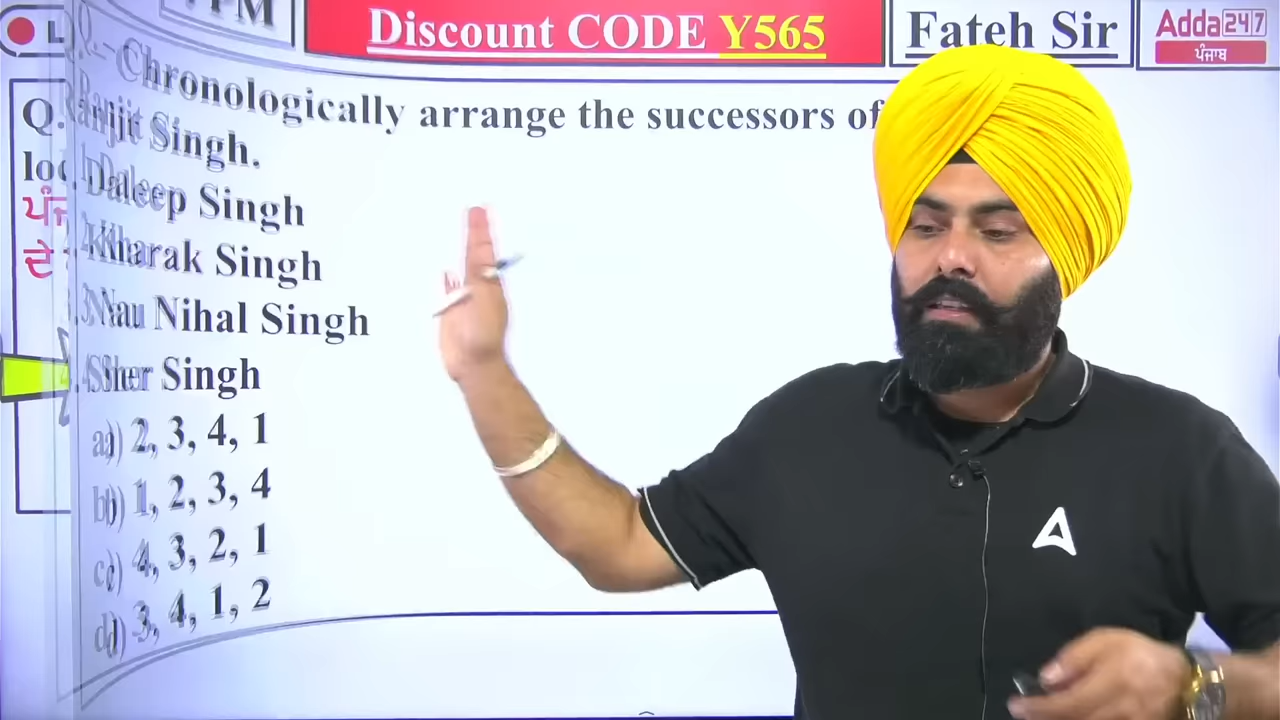 PM
Discount CODE Y565
Fateh Sir
Adda247
ਪੰਜਾਬ
Q. Chronologically arrange the successors of
Ranjit Singh.
1. Daleep Singh
2. Kharak Singh
3. Nau Nihal Singh
4. Sher Singh
a) 2, 3, 4, 1
b) 1, 2, 3, 4
c) 4, 3, 2, 1
d) 3, 4, 1, 2
Q.
ਦੇ